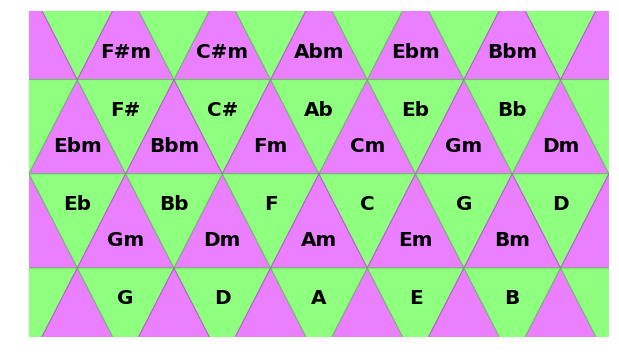 F#m C#m Abm Ebm Bbm
F# C# Ab Eb Bb
Ebm Bbm Fm Cm Gm Dm
Eb Bb F C G D
Gm Dm Am Em Bm
G D A E B